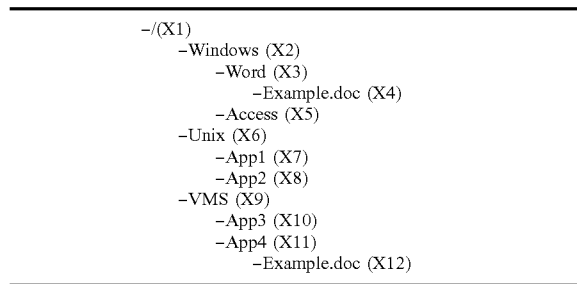 –/(X1)
–Windows (X2)
–Word (X3)
–Example.doc (X4)
–Access (X5)
–Unix (X6)
–App1 (X7)
–App2 (X8)
–VMS (X9)
–App3 (X10)
–App4 (X11)
–Example.doc (X12)